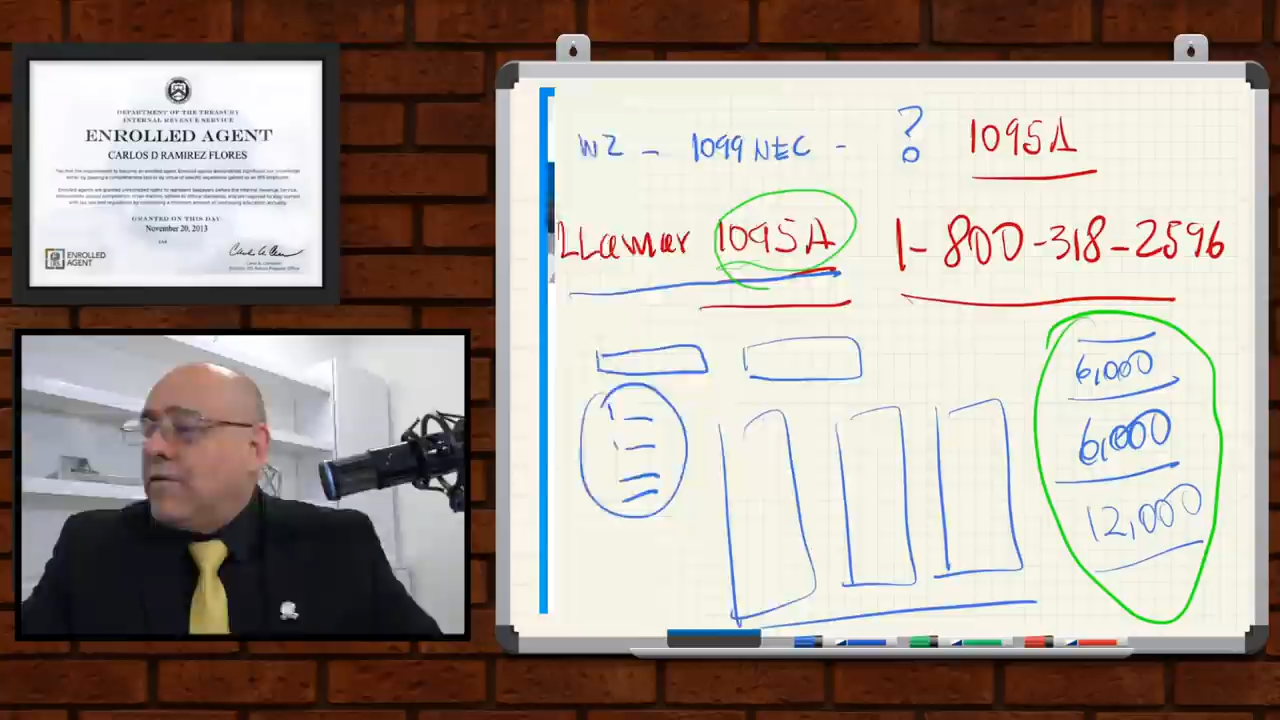 DEPARTMENT OF THE TREASURY
INTERNAL REVENUE SERVICE
ENROLLED AGENT
CARLOS D RAMIREZ FLORES
GRANTED ON THIS DAY
November 20, 2013
ENROLLED
AGENT
W2 - 1099 NEC - ? 1095A
LLamar 1095A 1-800-318-2596
6,000
6,000
12,000